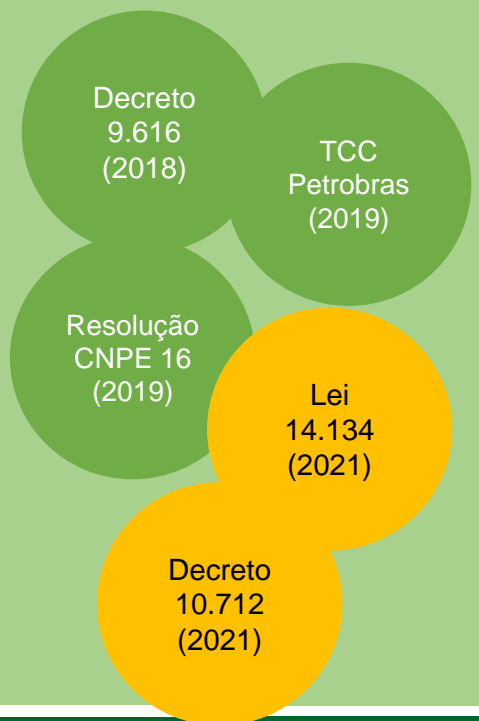 Decreto
9.616
(2018)
TCC
Petrobras
(2019)
Resolução
CNPE 16
(2019)
Lei
14.134
(2021)
Decreto
10.712
(2021)